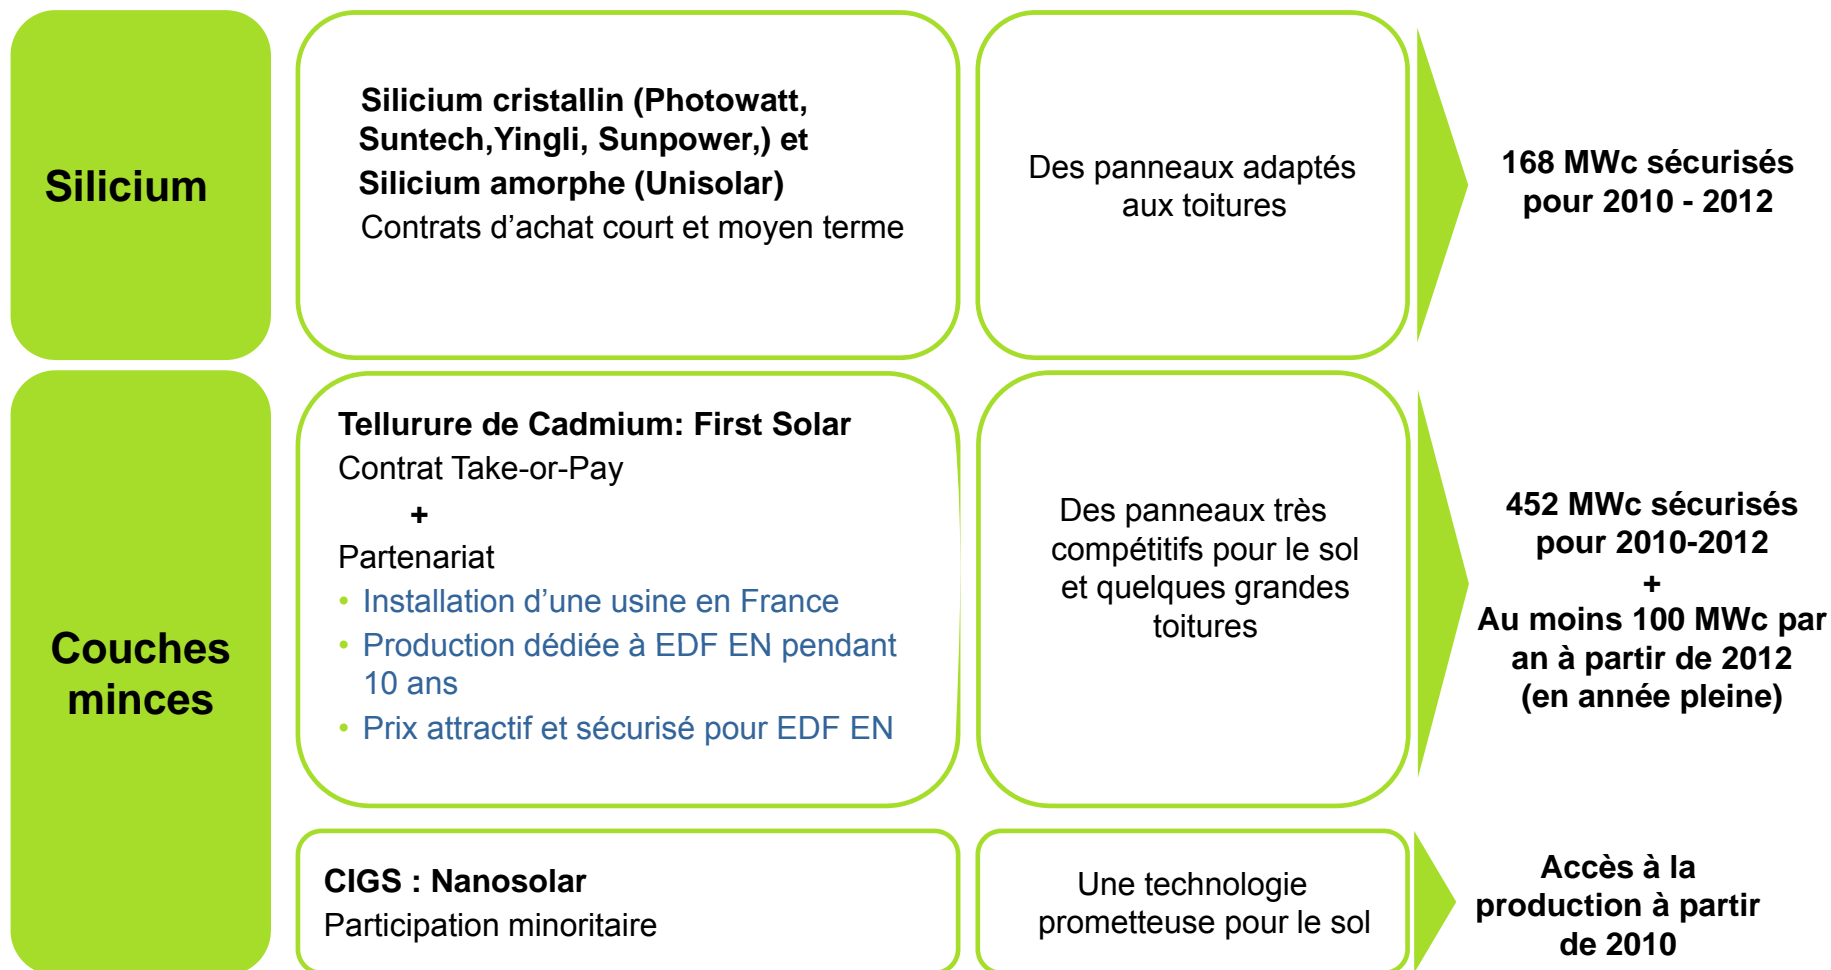 Silicium
Silicium cristallin (Photowatt,
Suntech,Yingli, Sunpower,) et
Silicium amorphe (Unisolar)
Contrats d’achat court et moyen terme
Des panneaux adaptés
aux toitures
168 MWc sécurisés
pour 2010 - 2012
Couches
minces
Tellurure de Cadmium: First Solar
Contrat Take-or-Pay
+
Partenariat
• Installation d’une usine en France
• Production dédiée à EDF EN pendant
10 ans
• Prix attractif et sécurisé pour EDF EN
Des panneaux très
compétitifs pour le sol
et quelques grandes
toitures
452 MWc sécurisés
pour 2010-2012
+
Au moins 100 MWc par
an à partir de 2012
(en année pleine)
CIGS : Nanosolar
Participation minoritaire
Une technologie
prometteuse pour le sol
Accès à la
production à partir
de 2010